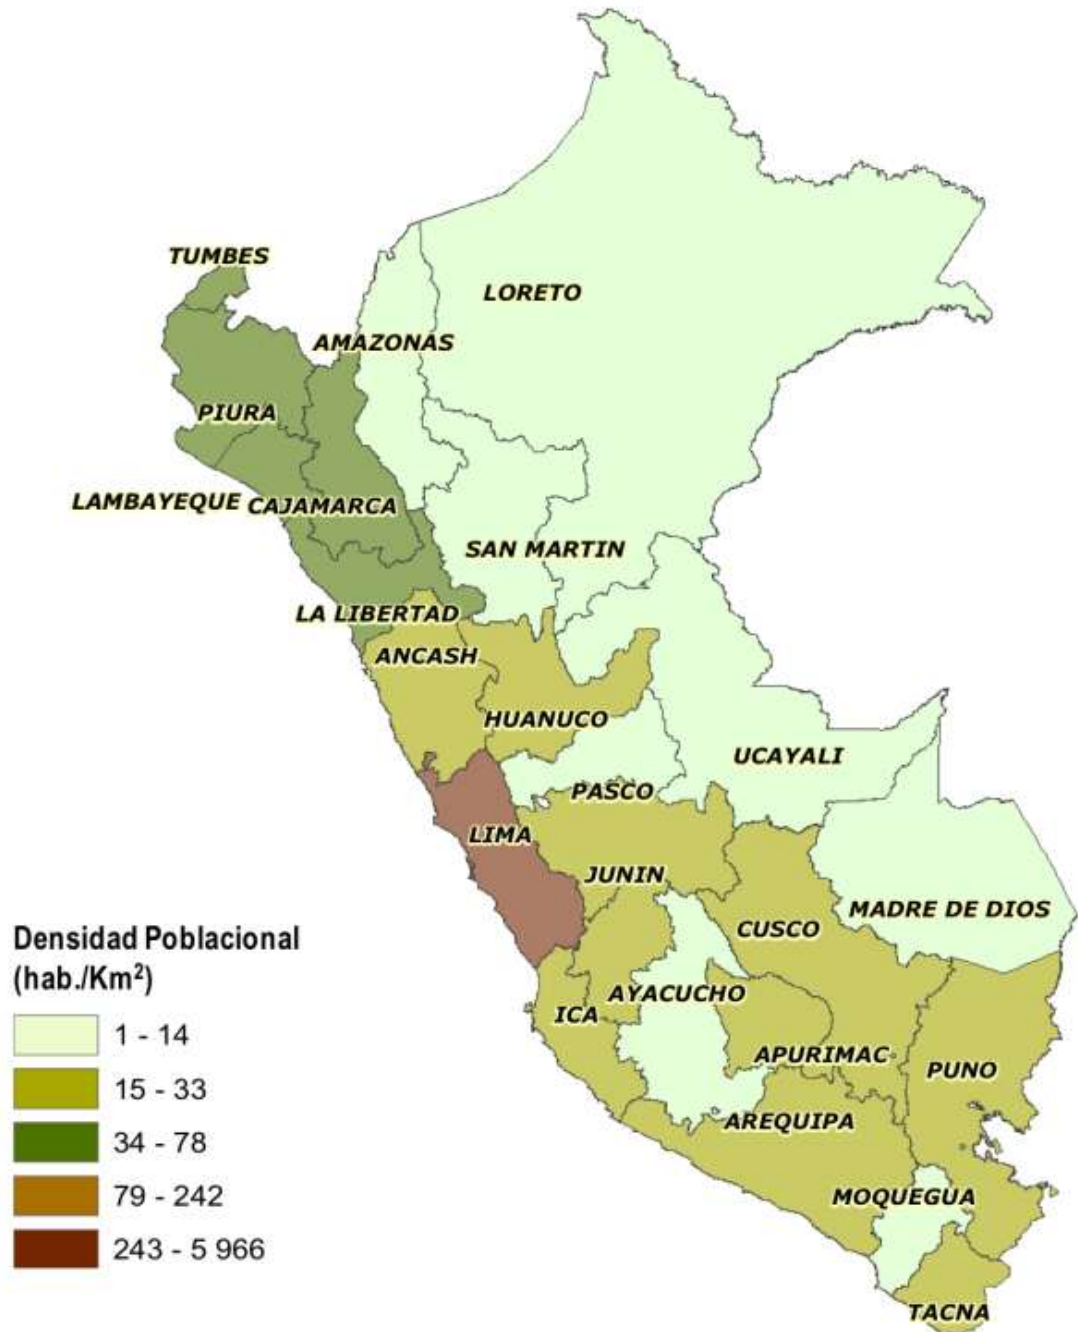 TUMBES
LORETO
AMAZONAS
PIURA
LAMBAYEQUE
CAJAMARCA
SAN MARTIN
LA LIBERTAD
ANCASH
HUANUCO
UCAYALI
PASCO
LIMA
JUNIN
MADRE DE DIOS
CUSCO
AYACUCHO
ICA
APURIMAC
PUNO
AREQUIPA
MOQUEGUA
TACNA
Densidad Poblacional
(hab./Km²)
1 - 14
15 - 33
34 - 78
79 - 242
243 - 5 966